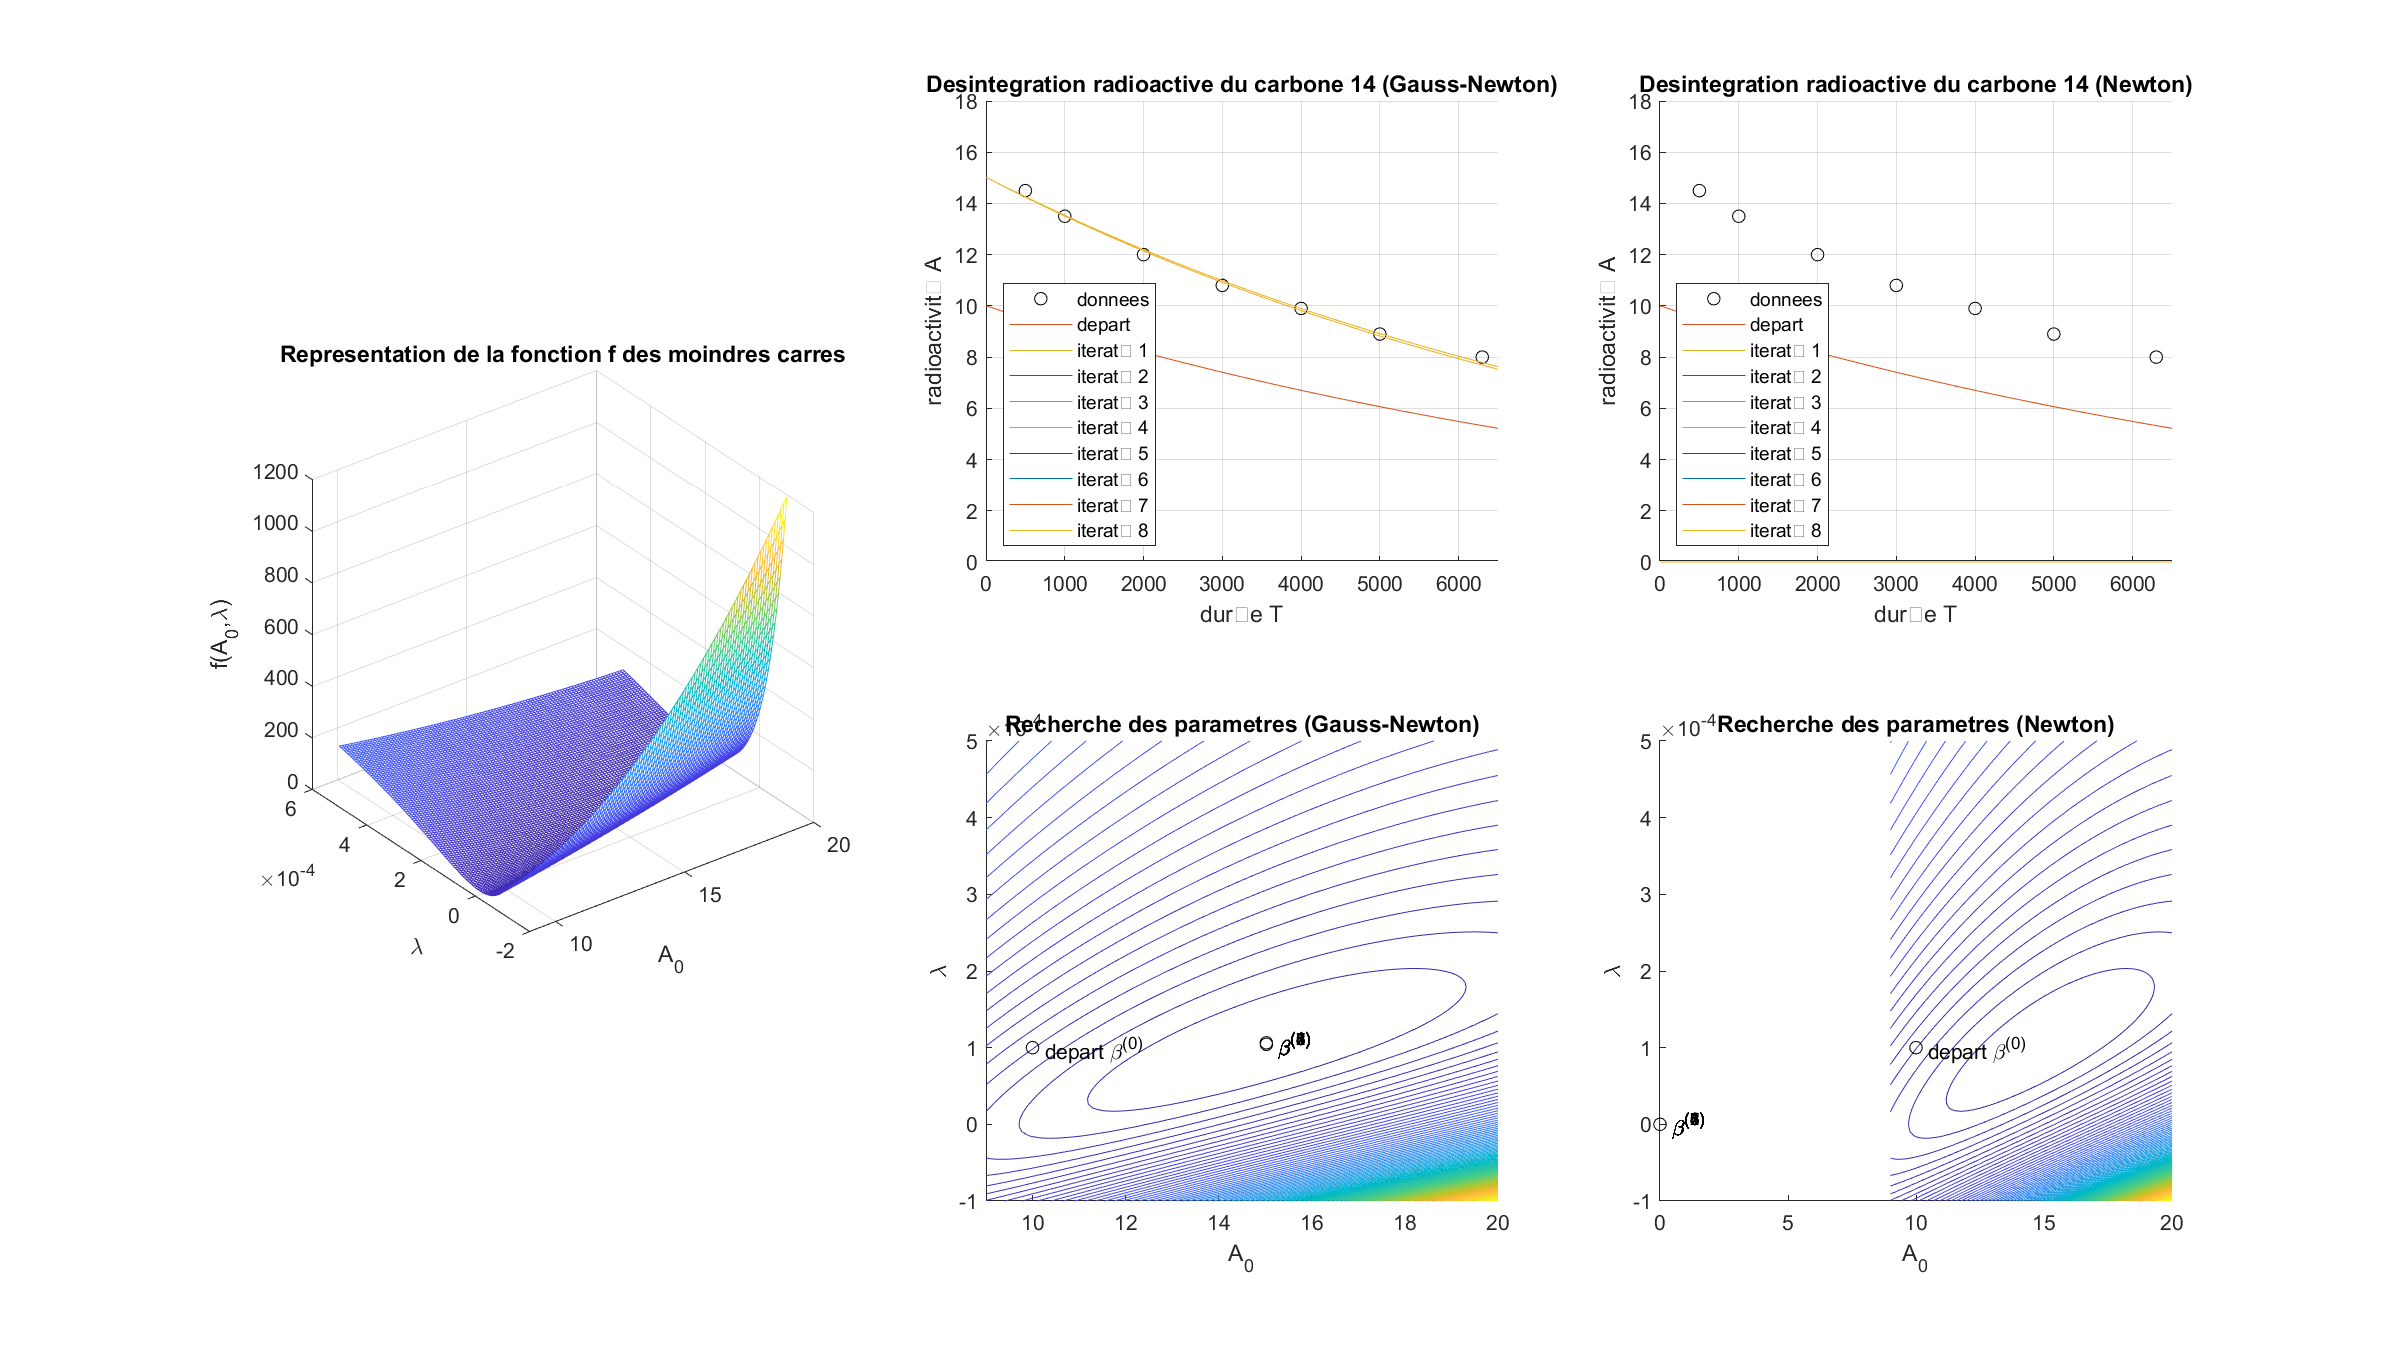 Representation de la fonction f des moindres carres
1200
1000
800
600
400
200
0
f(A0,λ)
6
4
2
0
-2
×10-4
λ
10
15
20
A0
Desintegration radioactive du carbone 14 (Gauss-Newton)
18
16
14
12
10
8
6
4
2
0
radioactivit□ A
donnees
depart
iterat□ 1
iterat□ 2
iterat□ 3
iterat□ 4
iterat□ 5
iterat□ 6
iterat□ 7
iterat□ 8
0 1000 2000 3000 4000 5000 6000
dur□e T
Desintegration radioactive du carbone 14 (Newton)
18
16
14
12
10
8
6
4
2
0
radioactivit□ A
donnees
depart
iterat□ 1
iterat□ 2
iterat□ 3
iterat□ 4
iterat□ 5
iterat□ 6
iterat□ 7
iterat□ 8
0 1000 2000 3000 4000 5000 6000
dur□e T
Recherche des parametres (Gauss-Newton)
5
4
3
2
1
0
-1
λ
depart β(0)
β
10 12 14 16 18 20
A0
×10-4
Recherche des parametres (Newton)
5
4
3
2
1
0
-1
λ
depart β(0)
β
0 5 10 15 20
A0